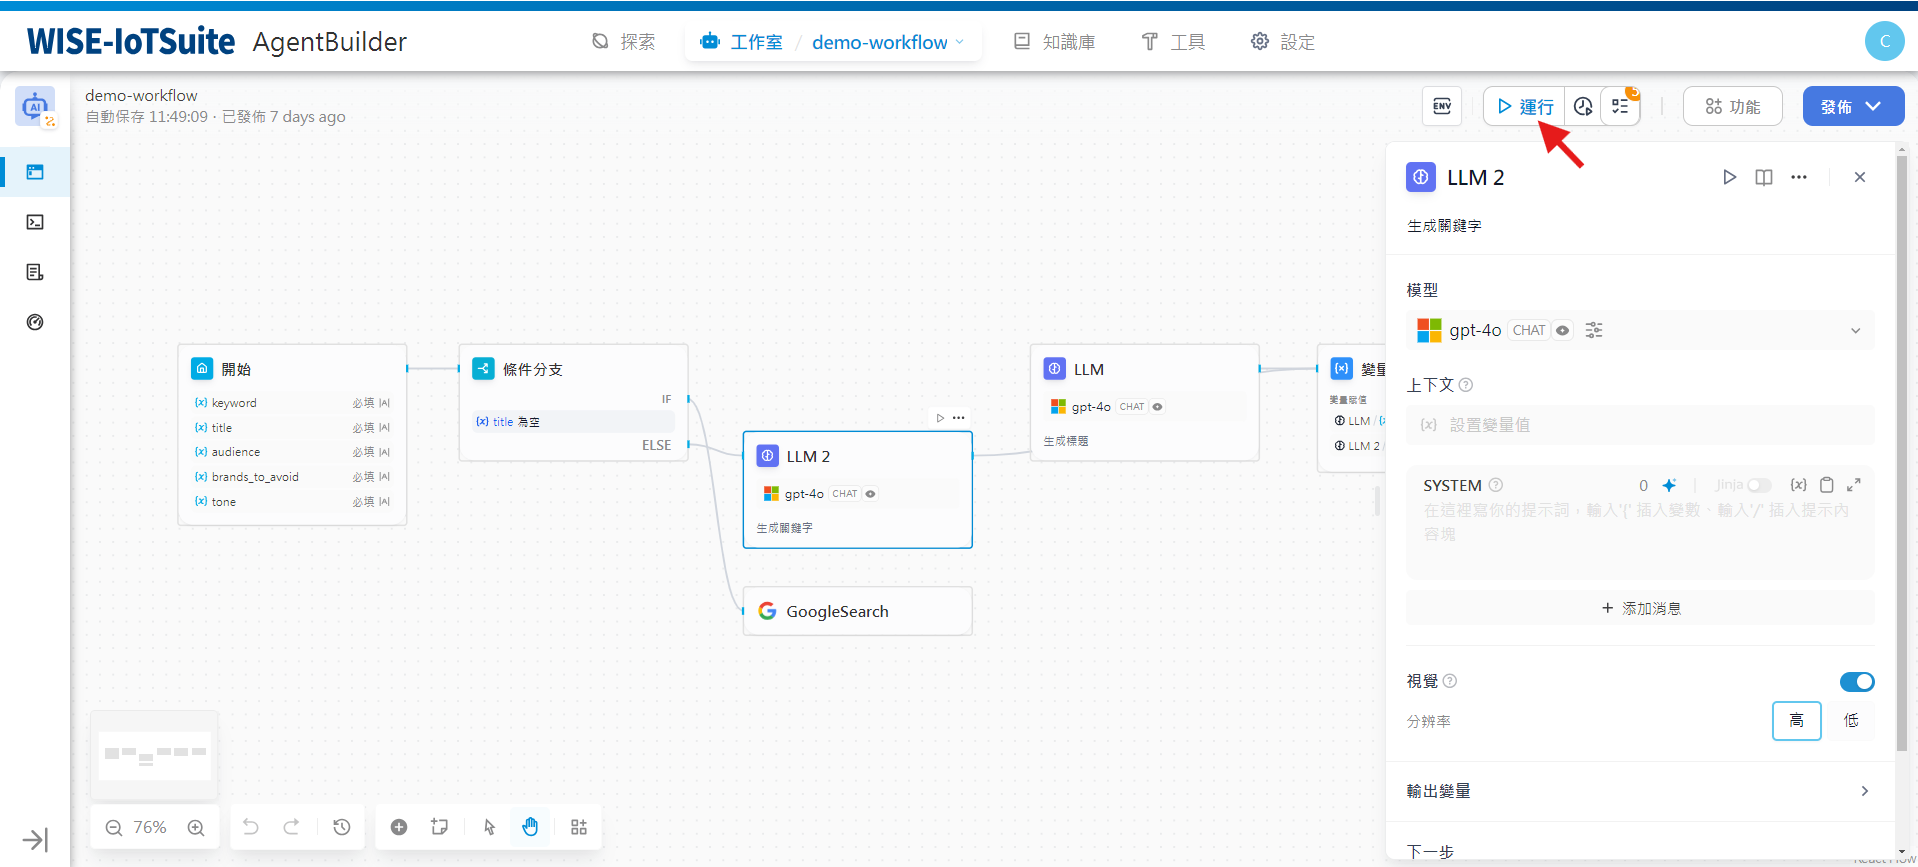 WISE-IoTSuite AgentBuilder
探索
工作室 / demo-workflow
知識庫
工具
設定
C
demo-workflow
自動保存 11:49:09 · 已發佈 7 days ago
ENV
運行
5
功能
發佈
LLM 2
生成關鍵字
模型
gpt-4o CHAT
上下文
{x} 設置變量值
SYSTEM 0 Jinja {x}
在這裡寫你的提示詞，輸入'{' 插入變數、輸入'/' 插入提示內
容塊
+ 添加消息
視覺
分辨率 高 低
輸出變量
下一步
開始
{x} keyword 必填
{x} title 必填
{x} audience 必填
{x} brands_to_avoid 必填
{x} tone 必填
條件分支
IF
{x} title 為空
ELSE
LLM 2
gpt-4o CHAT
生成關鍵字
GoogleSearch
LLM
gpt-4o CHAT
生成標題
{x} 變量
變量賦值
LLM /
LLM 2 /
76%
React Flow